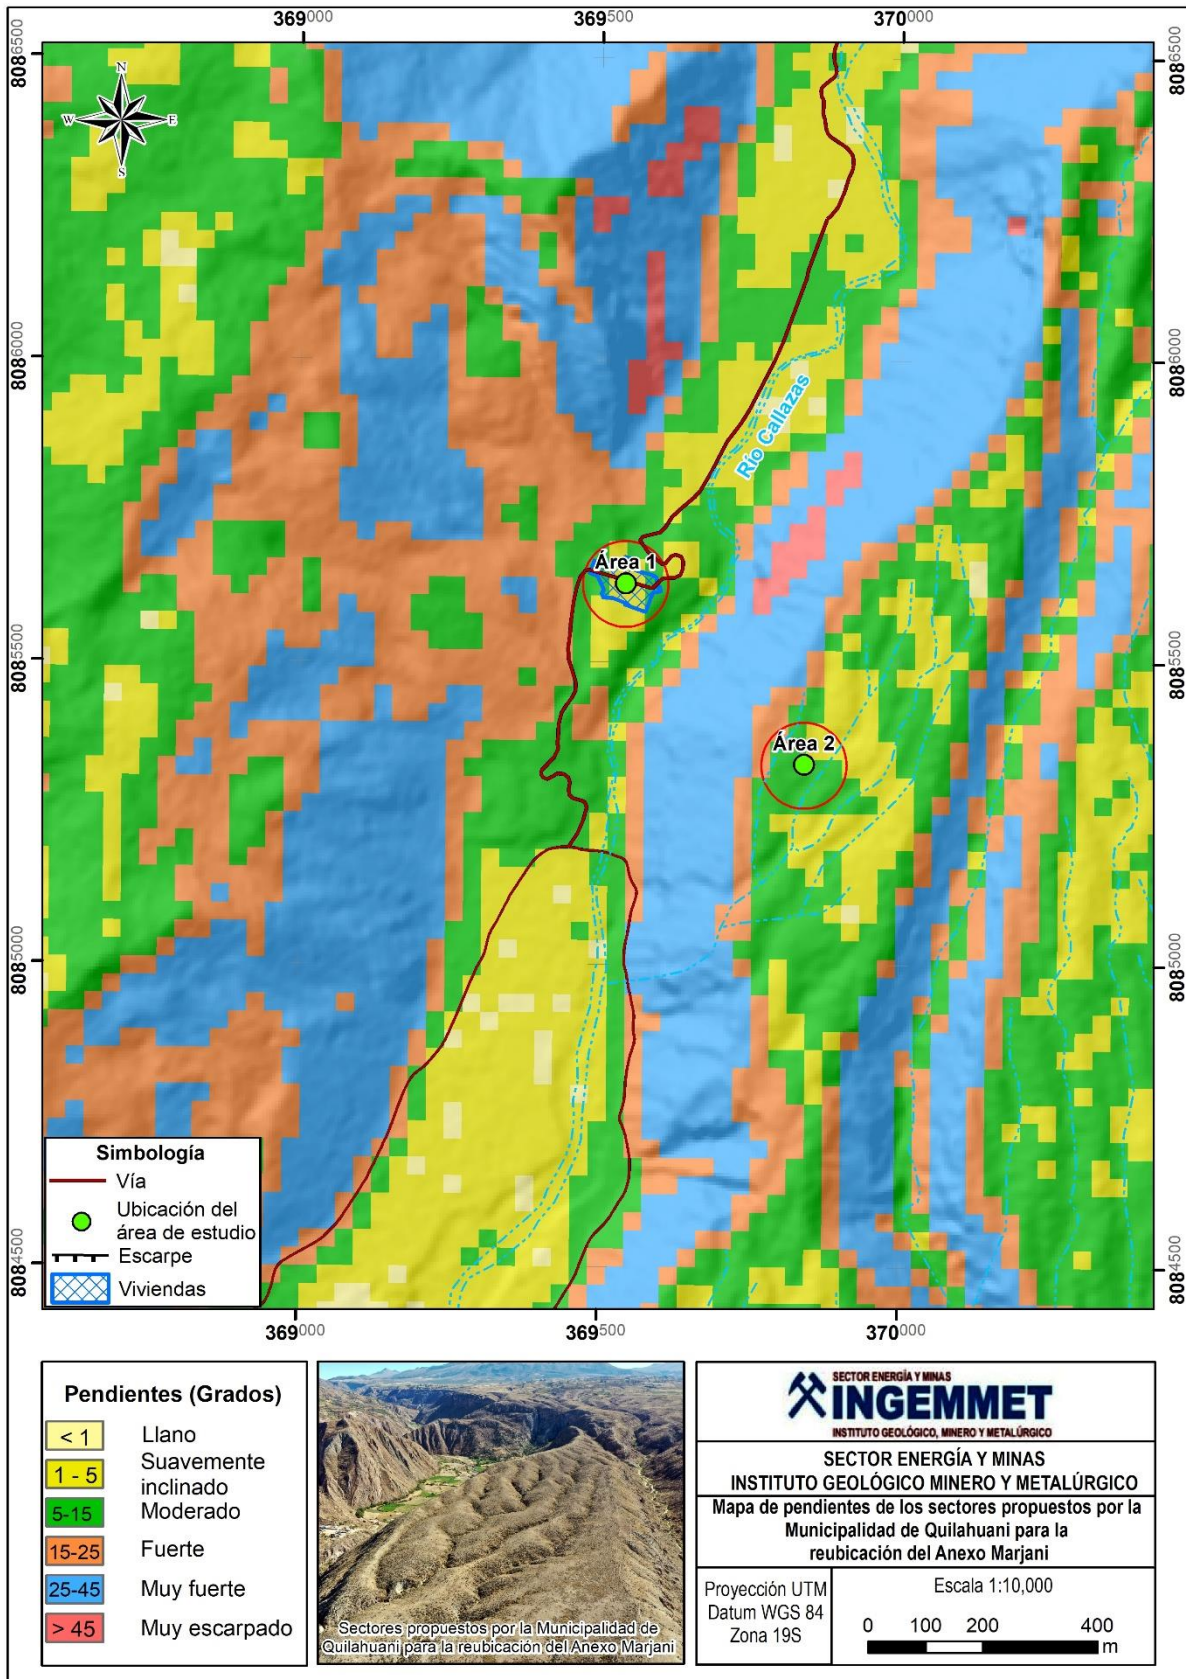 369000 369500 370000
8086500
8086500
N
W E
S
8086000
8086000
Río Callazas
Área 1
8085500
8085500
Área 2
8085000
8085000
Simbología
Vía
Ubicación del
área de estudio
Escarpe
Viviendas
8084500
8084500
369000 369500 370000
Pendientes (Grados)
< 1 Llano
1 - 5 Suavemente
inclinado
5-15 Moderado
15-25 Fuerte
25-45 Muy fuerte
> 45 Muy escarpado
Sectores propuestos por la Municipalidad de
Quilahuani para la reubicación del Anexo Marjani
SECTOR ENERGÍA Y MINAS
INGEMMET
INSTITUTO GEOLÓGICO, MINERO Y METALÚRGICO
SECTOR ENERGÍA Y MINAS
INSTITUTO GEOLÓGICO MINERO Y METALÚRGICO
Mapa de pendientes de los sectores propuestos por la
Municipalidad de Quilahuani para la
reubicación del Anexo Marjani
Proyección UTM
Datum WGS 84
Zona 19S
Escala 1:10,000
0 100 200 400
m